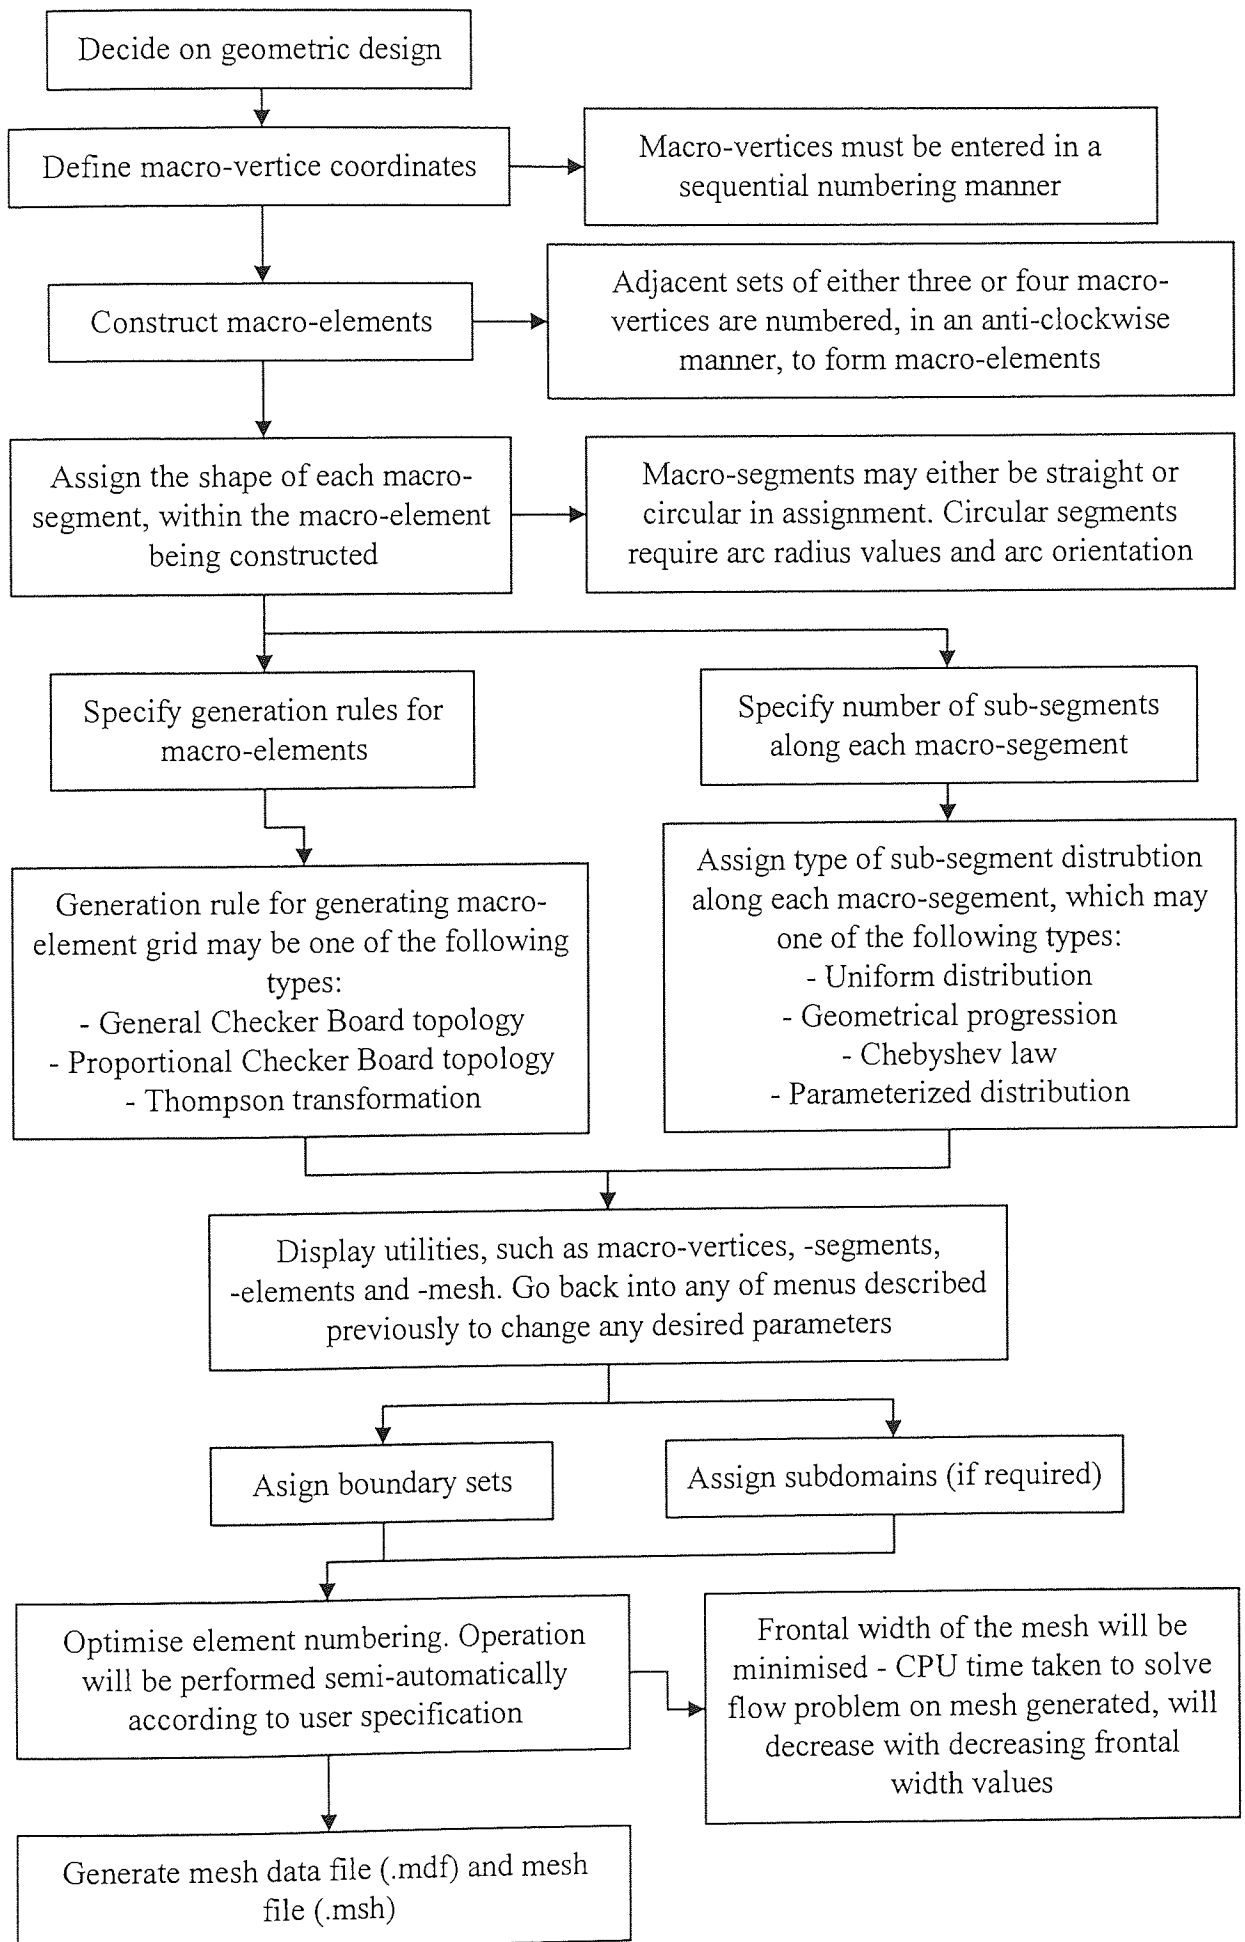 Decide on geometric design
Define macro-vertice coordinates
Macro-vertices must be entered in a
sequential numbering manner
Construct macro-elements
Adjacent sets of either three or four macro-
vertices are numbered, in an anti-clockwise
manner, to form macro-elements
Assign the shape of each macro-
segment, within the macro-element
being constructed
Macro-segments may either be straight or
circular in assignment. Circular segments
require arc radius values and arc orientation
Specify generation rules for
macro-elements
Specify number of sub-segments
along each macro-segement
Generation rule for generating macro-
element grid may be one of the following
types:
- General Checker Board topology
- Proportional Checker Board topology
- Thompson transformation
Assign type of sub-segment distrubtion
along each macro-segement, which may
one of the following types:
- Uniform distribution
- Geometrical progression
- Chebyshev law
- Parameterized distribution
Display utilities, such as macro-vertices, -segments,
-elements and -mesh. Go back into any of menus described
previously to change any desired parameters
Asign boundary sets
Assign subdomains (if required)
Optimise element numbering. Operation
will be performed semi-automatically
according to user specification
Frontal width of the mesh will be
minimised - CPU time taken to solve
flow problem on mesh generated, will
decrease with decreasing frontal
width values
Generate mesh data file (.mdf) and mesh
file (.msh)